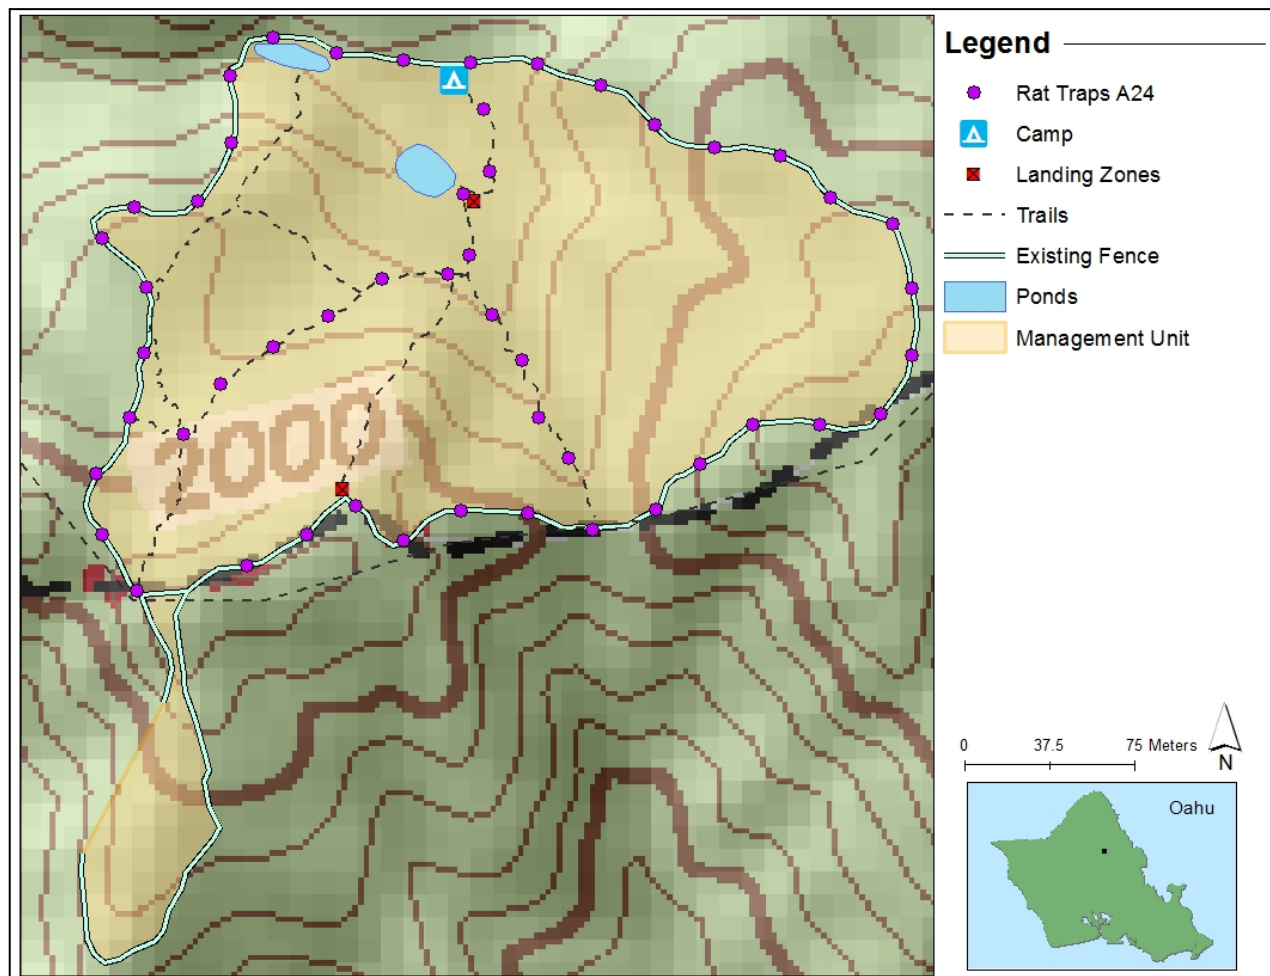 Legend
Rat Traps A24
Camp
Landing Zones
Trails
Existing Fence
Ponds
Management Unit
2000
0 37.5 75 Meters
N
Oahu